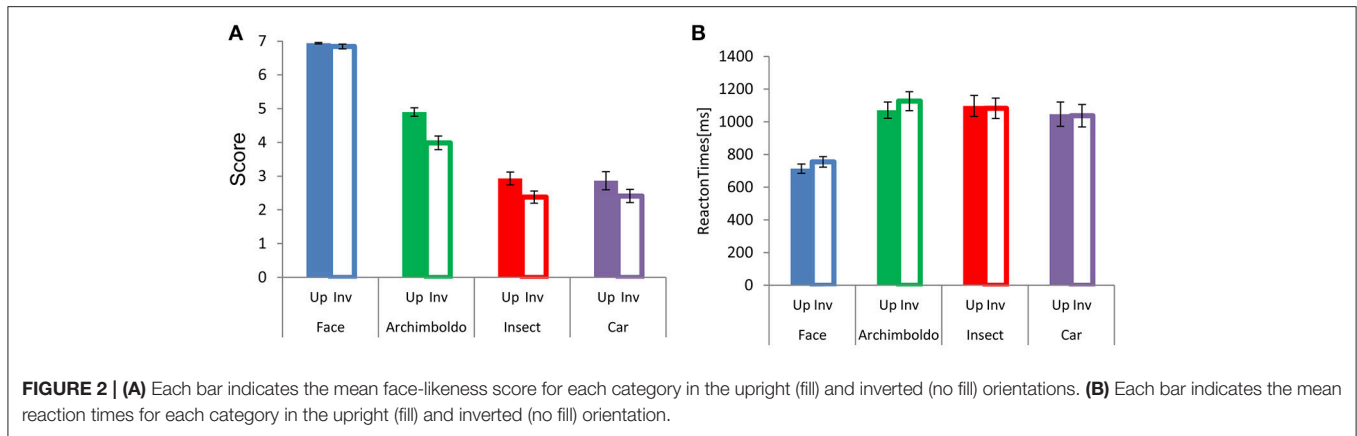 A
Score
7
6
5
4
3
2
1
0
Up Inv Up Inv Up Inv Up Inv
Face Archimboldo Insect Car
B
ReactonTimes[ms]
1400
1200
1000
800
600
400
200
0
Up Inv Up Inv Up Inv Up Inv
Face Archimboldo Insect Car
FIGURE 2 | (A) Each bar indicates the mean face-likeness score for each category in the upright (fill) and inverted (no fill) orientations. (B) Each bar indicates the mean
reaction times for each category in the upright (fill) and inverted (no fill) orientation.